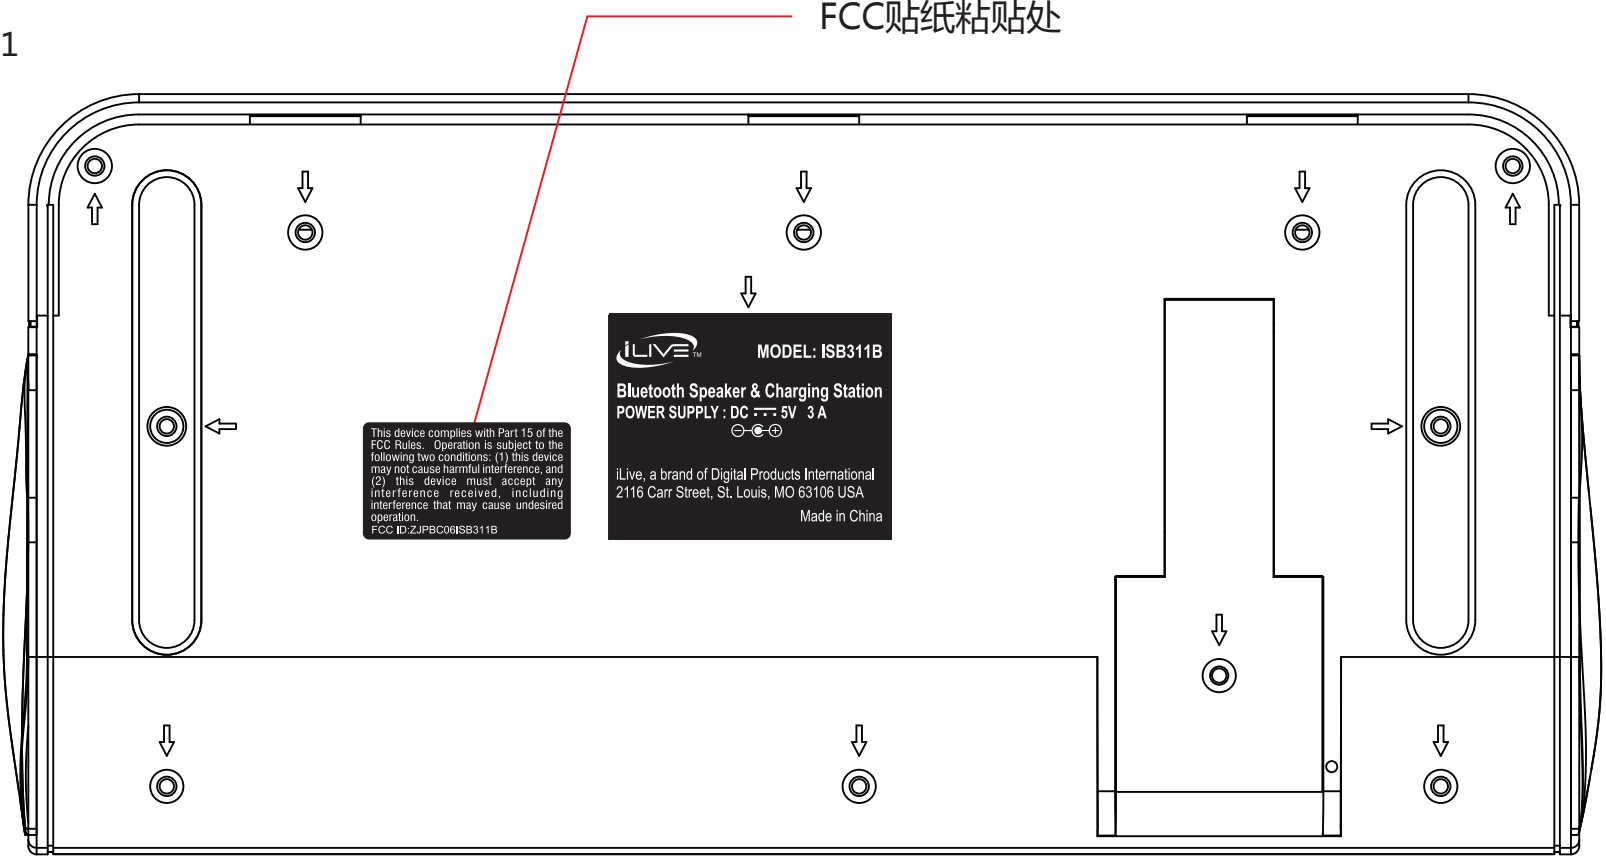 FCC贴纸粘贴处
1
iLIVE™
MODEL: ISB311B
Bluetooth Speaker & Charging Station
POWER SUPPLY : DC 5V 3 A
iLive, a brand of Digital Products International
2116 Carr Street, St. Louis, MO 63106 USA
Made in China
This device complies with Part 15 of the
FCC Rules. Operation is subject to the
following two conditions: (1) this device
may not cause harmful interference, and
(2) this device must accept any
interference received, including
interference that may cause undesired
operation.
FCC ID:ZJPBC06ISB311B